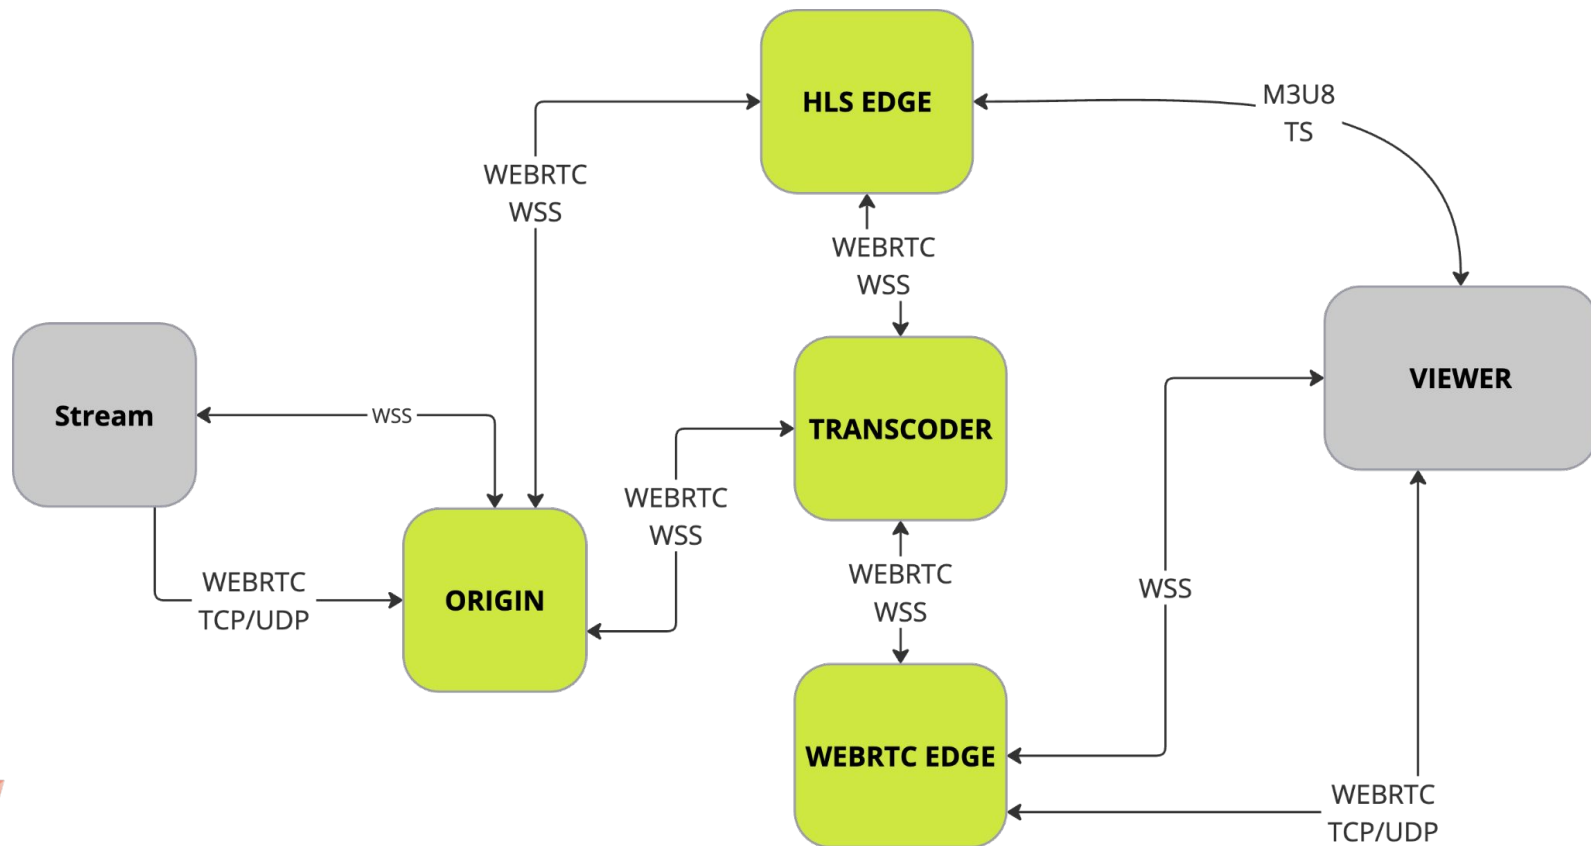 HLS EDGE
M3U8
TS
WEBRTC
WSS
WEBRTC
WSS
Stream
WSS
TRANSCODER
VIEWER
WEBRTC
WSS
WEBRTC
TCP/UDP
ORIGIN
WEBRTC
WSS
WSS
WEBRTC EDGE
WEBRTC
TCP/UDP